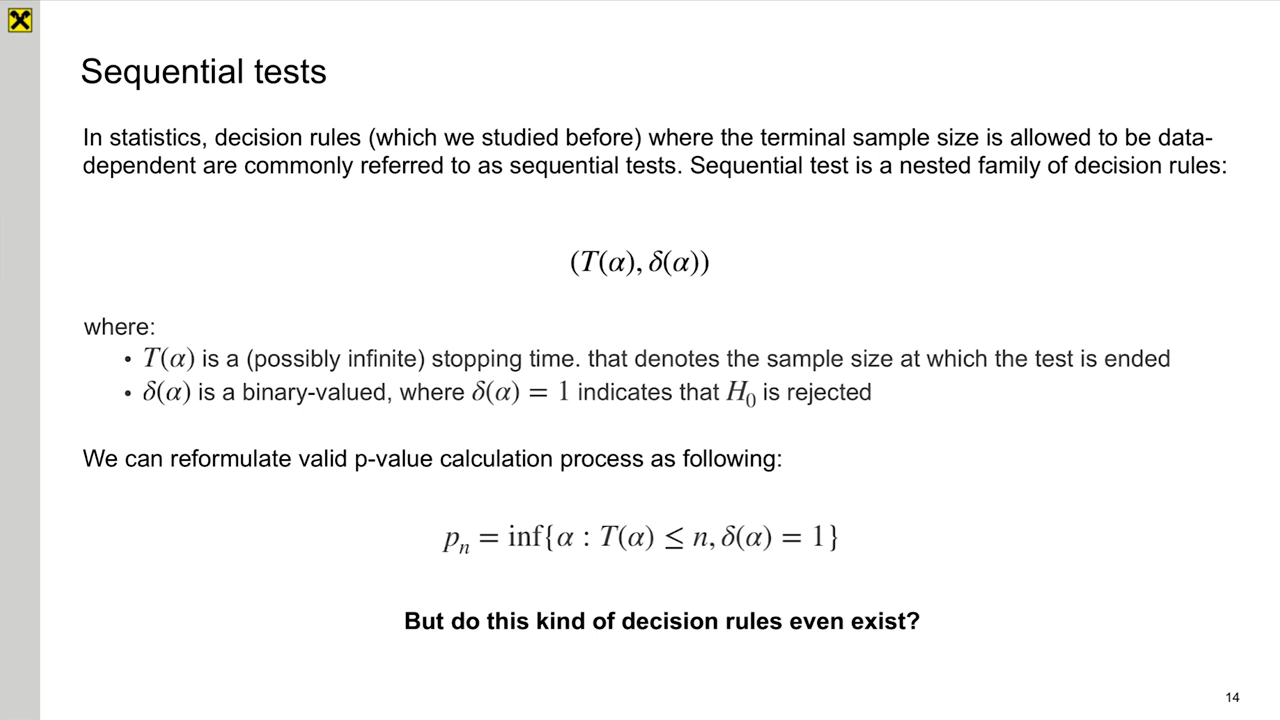 Sequential tests
In statistics, decision rules (which we studied before) where the terminal sample size is allowed to be data-
dependent are commonly referred to as sequential tests. Sequential test is a nested family of decision rules:
(T(α), δ(α))
where:
• T(α) is a (possibly infinite) stopping time. that denotes the sample size at which the test is ended
• δ(α) is a binary-valued, where δ(α) = 1 indicates that H₀ is rejected
We can reformulate valid p-value calculation process as following:
pₙ = inf{α : T(α) ≤ n, δ(α) = 1}
But do this kind of decision rules even exist?
14